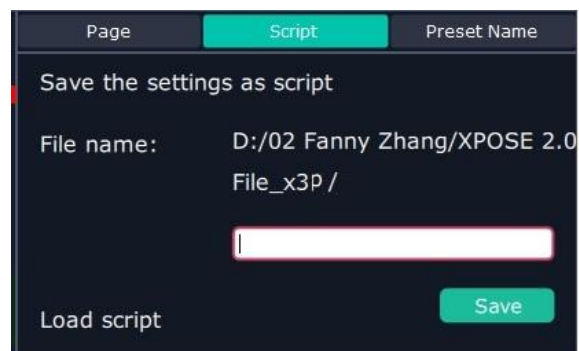 Page Script Preset Name
Save the settings as script
File name: D:/02 Fanny Zhang/XPOSE 2.0
File_x3P /
Save
Load script